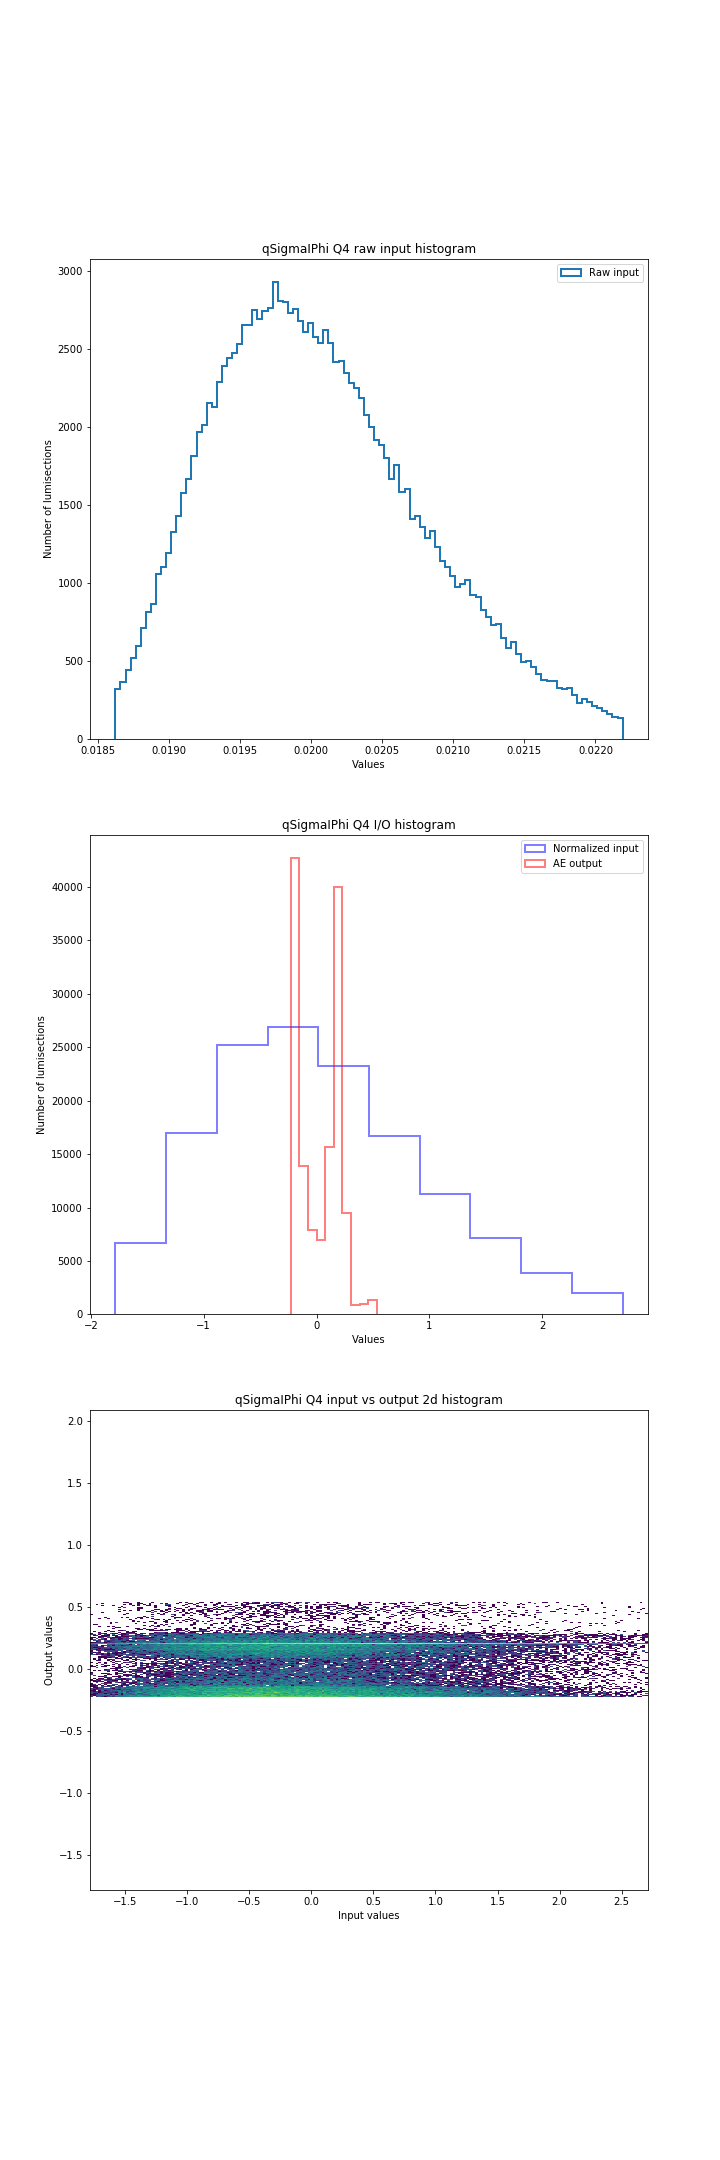 qSigmaIPhi Q4 raw input histogram
Raw input
3000
2500
2000
1500
1000
500
0
Number of lumisections
0.0185 0.0190 0.0195 0.0200 0.0205 0.0210 0.0215 0.0220
Values
qSigmaIPhi Q4 I/O histogram
Normalized input
AE output
40000
35000
30000
25000
20000
15000
10000
5000
0
Number of lumisections
−2 −1 0 1 2
Values
qSigmaIPhi Q4 input vs output 2d histogram
2.0
1.5
1.0
0.5
0.0
−0.5
−1.0
−1.5
Output values
−1.5 −1.0 −0.5 0.0 0.5 1.0 1.5 2.0 2.5
Input values